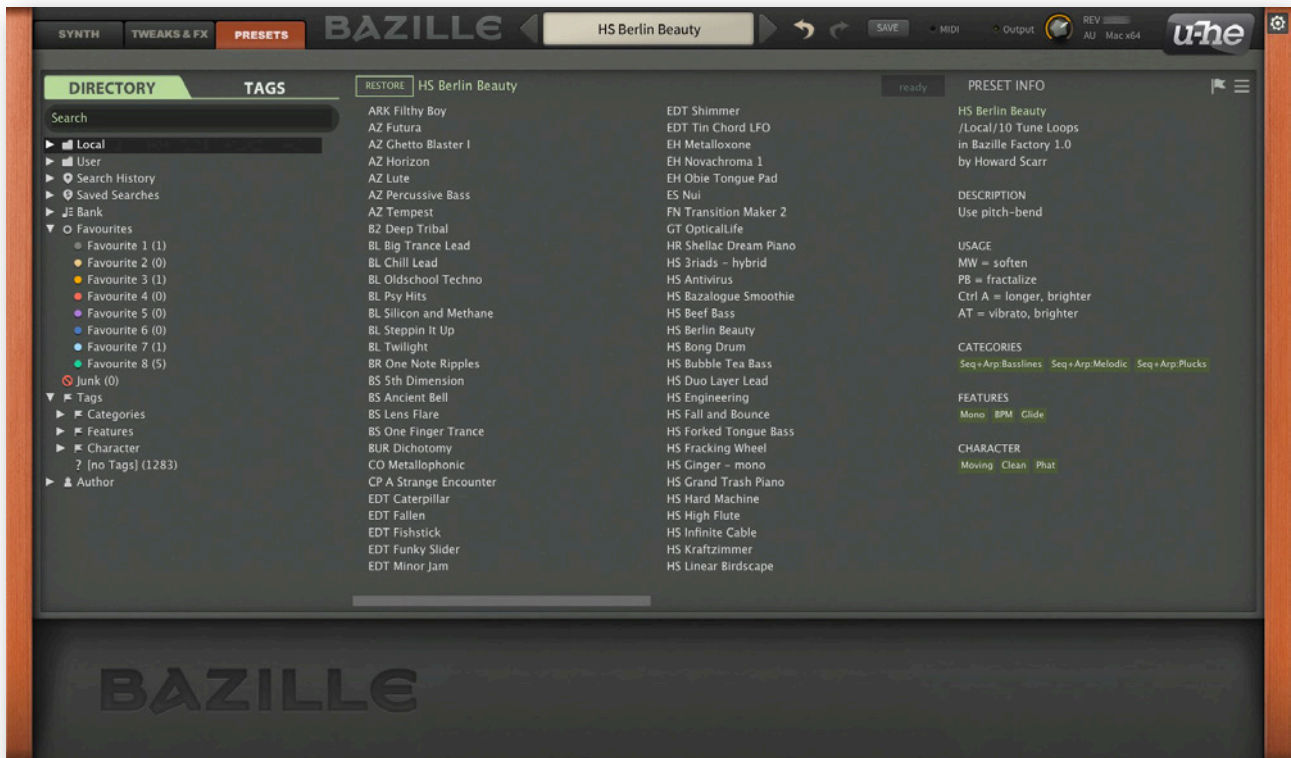 SYNTH TWEAKS & FX PRESETS BAZILLE HS Berlin Beauty SAVE MIDI Output REV
AU Mac x64 u-he
DIRECTORY TAGS
Search
Local
User
Search History
Saved Searches
Bank
Favourites
Favourite 1 (1)
Favourite 2 (0)
Favourite 3 (1)
Favourite 4 (0)
Favourite 5 (0)
Favourite 6 (0)
Favourite 7 (1)
Favourite 8 (5)
Junk (0)
Tags
Categories
Features
Character
? [no Tags] (1283)
Author
RESTORE HS Berlin Beauty ready
ARK Filthy Boy
AZ Futura
AZ Ghetto Blaster I
AZ Horizon
AZ Lute
AZ Percussive Bass
AZ Tempest
B2 Deep Tribal
BL Big Trance Lead
BL Chill Lead
BL Oldschool Techno
BL Psy Hits
BL Silicon and Methane
BL Steppin It Up
BL Twilight
BR One Note Ripples
BS 5th Dimension
BS Ancient Bell
BS Lens Flare
BS One Finger Trance
BUR Dichotomy
CO Metallophonic
CP A Strange Encounter
EDT Caterpillar
EDT Fallen
EDT Fishstick
EDT Funky Slider
EDT Minor Jam
EDT Shimmer
EDT Tin Chord LFO
EH Metalloxone
EH Novachroma 1
EH Obie Tongue Pad
ES Nui
FN Transition Maker 2
GT OpticalLife
HR Shellac Dream Piano
HS 3riads - hybrid
HS Antivirus
HS Bazalogue Smoothie
HS Beef Bass
HS Berlin Beauty
HS Bong Drum
HS Bubble Tea Bass
HS Duo Layer Lead
HS Engineering
HS Fall and Bounce
HS Forked Tongue Bass
HS Fracking Wheel
HS Ginger - mono
HS Grand Trash Piano
HS Hard Machine
HS High Flute
HS Infinite Cable
HS Kraftzimmer
HS Linear Birdscape
PRESET INFO
HS Berlin Beauty
/Local/10 Tune Loops
in Bazille Factory 1.0
by Howard Scarr
DESCRIPTION
Use pitch-bend
USAGE
MW = soften
PB = fractalize
Ctrl A = longer, brighter
AT = vibrato, brighter
CATEGORIES
Seq+Arp:Basslines Seq+Arp:Melodic Seq+Arp:Plucks
FEATURES
Mono BPM Glide
CHARACTER
Moving Clean Phat
BAZILLE